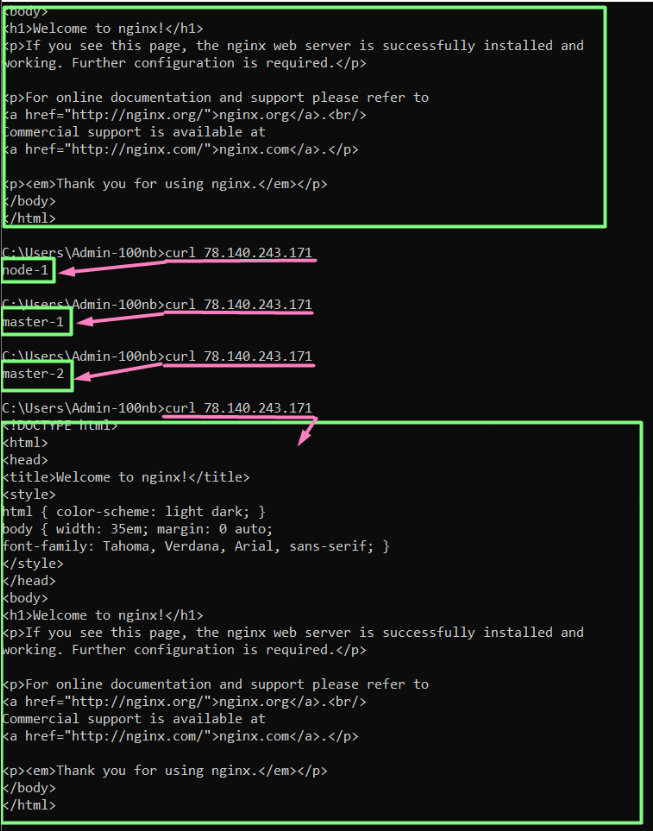 <body>
<h1>Welcome to nginx!</h1>
<p>If you see this page, the nginx web server is successfully installed and
working. Further configuration is required.</p>
<p>For online documentation and support please refer to
<a href="http://nginx.org/">nginx.org</a>.<br/>
Commercial support is available at
<a href="http://nginx.com/">nginx.com</a>.</p>
<p><em>Thank you for using nginx.</em></p>
</body>
</html>
C:\Users\Admin-100nb>curl 78.140.243.171
node-1
C:\Users\Admin-100nb>curl 78.140.243.171
master-1
C:\Users\Admin-100nb>curl 78.140.243.171
master-2
C:\Users\Admin-100nb>curl 78.140.243.171
<!DOCTYPE html>
<html>
<head>
<title>Welcome to nginx!</title>
<style>
html { color-scheme: light dark; }
body { width: 35em; margin: 0 auto;
font-family: Tahoma, Verdana, Arial, sans-serif; }
</style>
</head>
<body>
<h1>Welcome to nginx!</h1>
<p>If you see this page, the nginx web server is successfully installed and
working. Further configuration is required.</p>
<p>For online documentation and support please refer to
<a href="http://nginx.org/">nginx.org</a>.<br/>
Commercial support is available at
<a href="http://nginx.com/">nginx.com</a>.</p>
<p><em>Thank you for using nginx.</em></p>
</body>
</html>